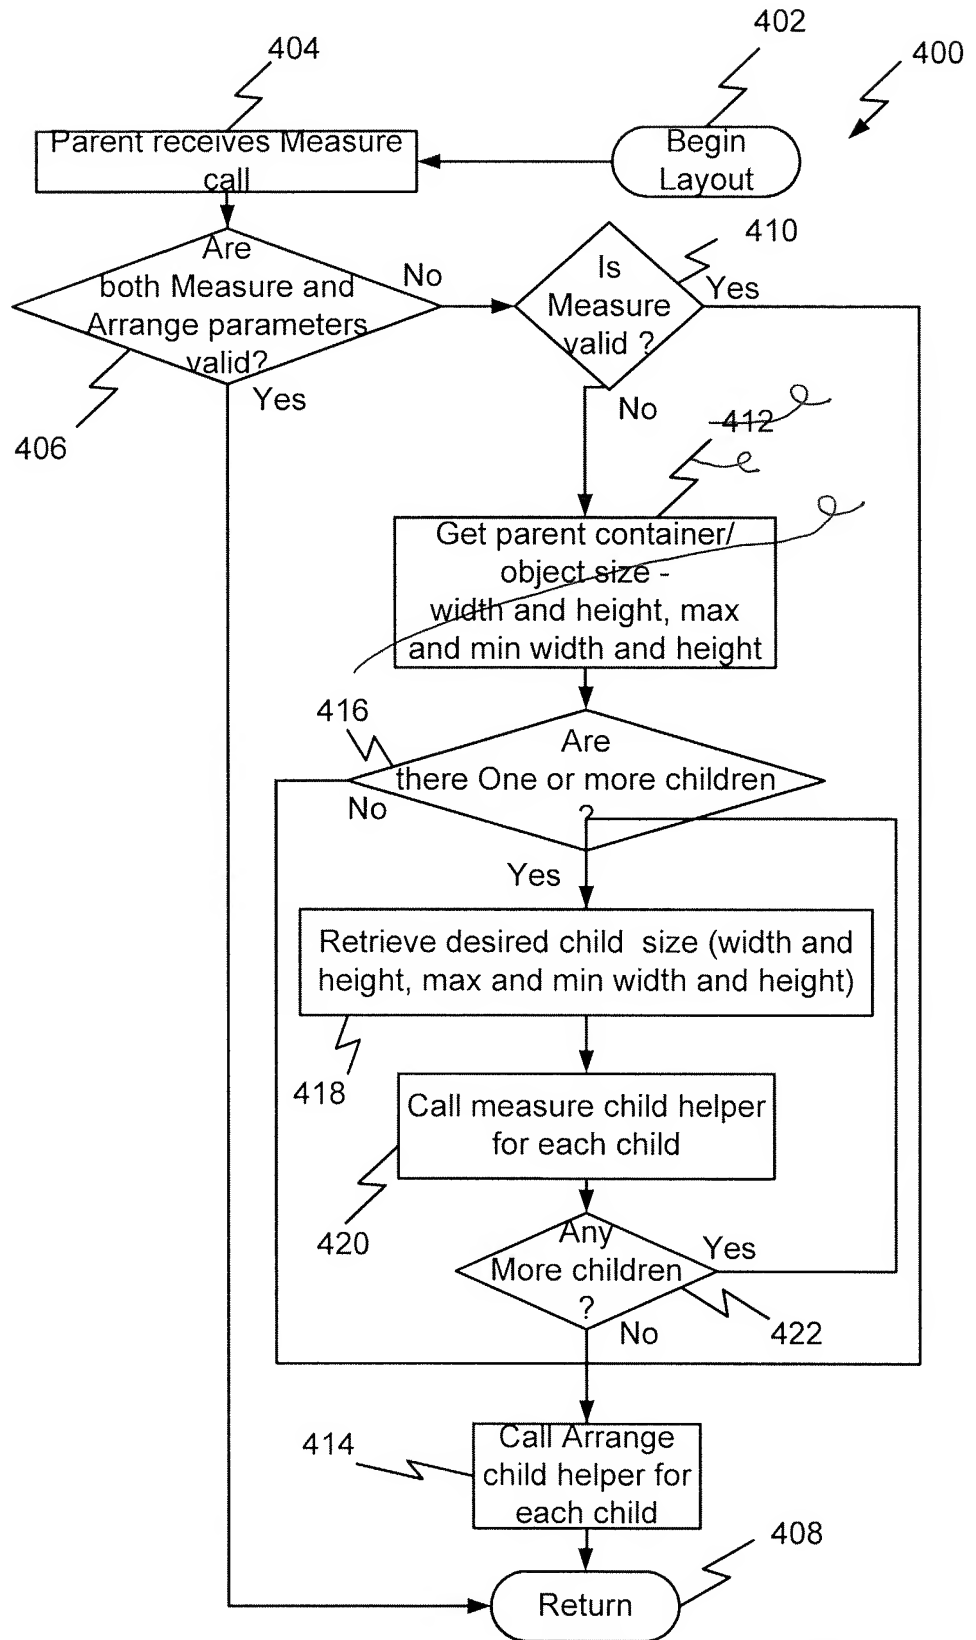 404
402
400
Parent receives Measure
call
Begin
Layout
Are
both Measure and
Arrange parameters
valid?
No
Yes
406
410
Is
Measure
valid ?
Yes
No
412
Get parent container/
object size -
width and height, max
and min width and height
416
Are
there One or more children
?
No
Yes
Retrieve desired child size (width and
height, max and min width and height)
418
Call measure child helper
for each child
420
Any
More children
?
Yes
No
422
414
Call Arrange
child helper for
each child
408
Return